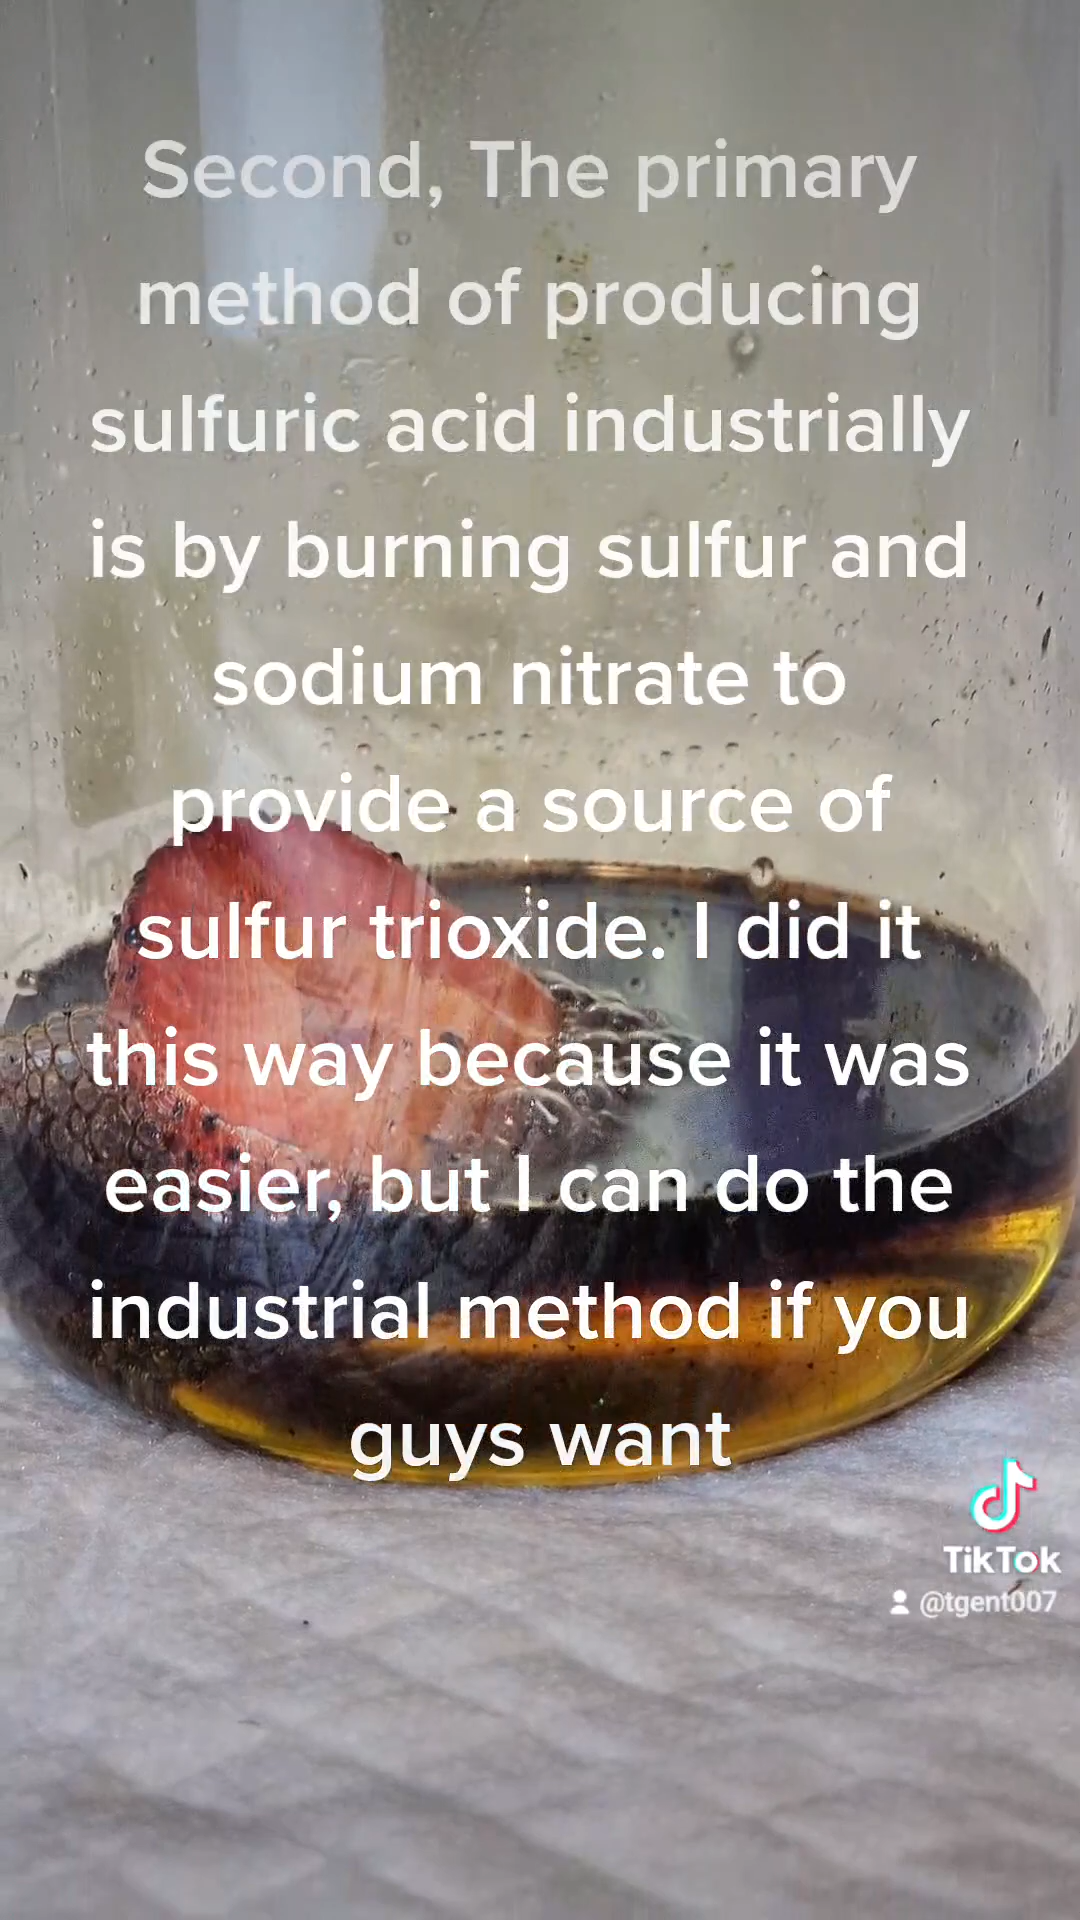 Second, The primary
method of producing
sulfuric acid industrially
is by burning sulfur and
sodium nitrate to
provide a source of
sulfur trioxide. I did it
this way because it was
easier, but I can do the
industrial method if you
guys want
TikTok
@tgent007